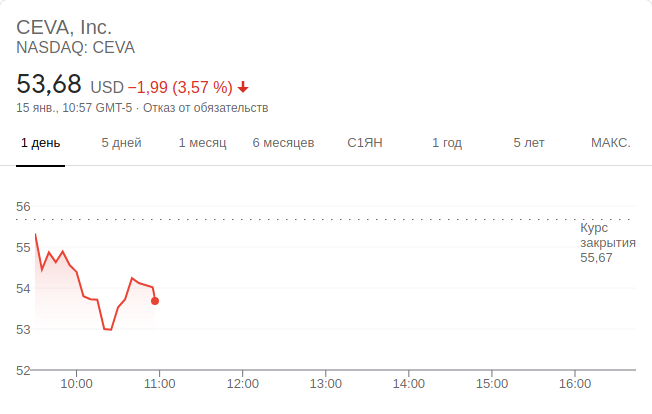 CEVA, Inc.
NASDAQ: CEVA
53,68 USD −1,99 (3,57 %)
15 янв., 10:57 GMT-5 · Отказ от обязательств
1 день 5 дней 1 месяц 6 месяцев С1ЯН 1 год 5 лет МАКС.
56
Курс
закрытия
55,67
55
54
53
52
10:00 11:00 12:00 13:00 14:00 15:00 16:00